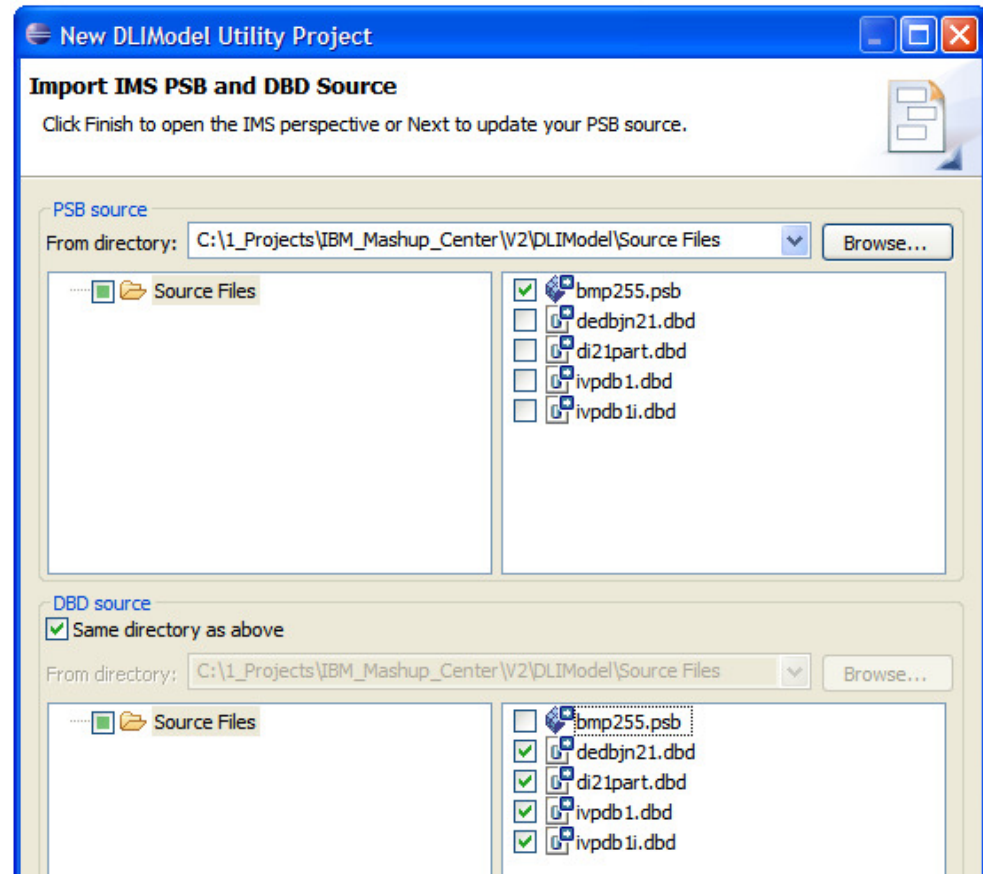 New DLIModel Utility Project
Import IMS PSB and DBD Source
Click Finish to open the IMS perspective or Next to update your PSB source.
PSB source
From directory: C:\1_Projects\IBM_Mashup_Center\V2\DLIModel\Source Files Browse...
Source Files
bmp255.psb
dedbjn21.dbd
di21part.dbd
ivpdb1.dbd
ivpdb1i.dbd
DBD source
Same directory as above
From directory: C:\1_Projects\IBM_Mashup_Center\V2\DLIModel\Source Files Browse...
Source Files
bmp255.psb
dedbjn21.dbd
di21part.dbd
ivpdb1.dbd
ivpdb1i.dbd